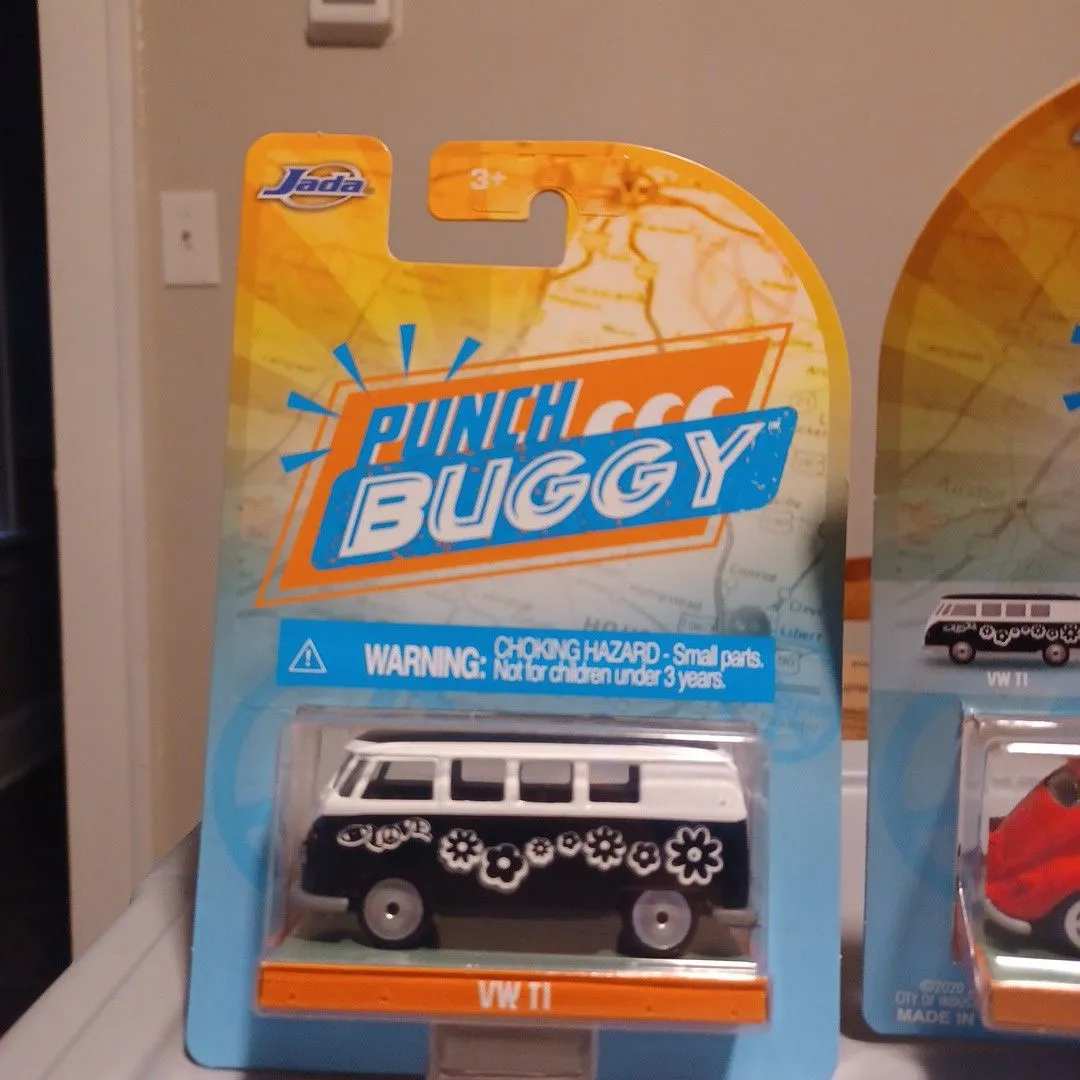 Jada
3+
PUNCH
BUGGY
WARNING: CHOKING HAZARD - Small parts.
Not for children under 3 years.
VW T1
VW T1
©2020
MADE IN